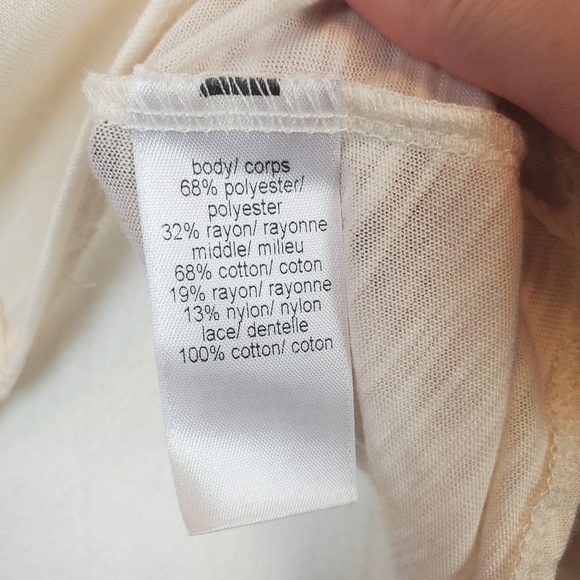 body/ corps
68% polyester/
polyester
32% rayon/ rayonne
middle/ milieu
68% cotton/ coton
19% rayon/ rayonne
13% nylon/ nylon
lace/ dentelle
100% cotton/ coton